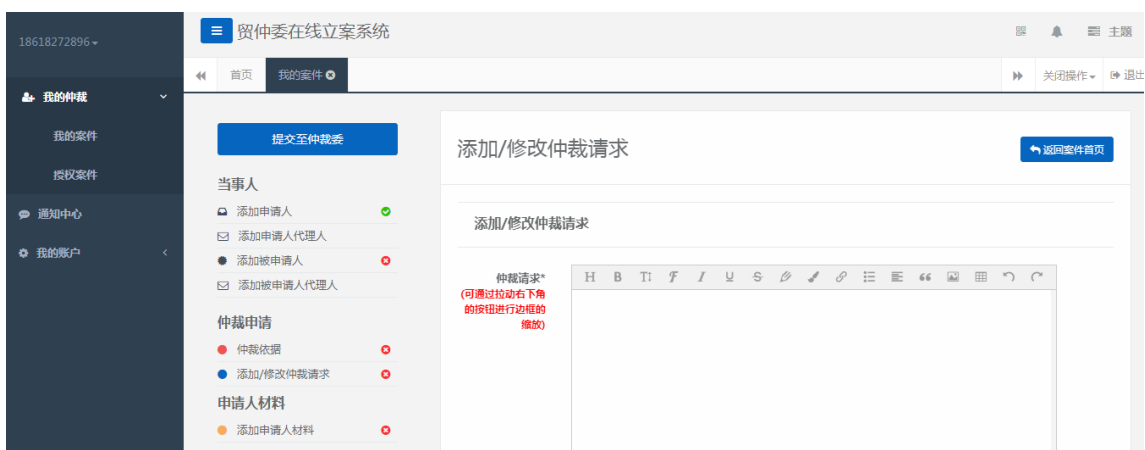 18618272896
贸仲委在线立案系统
主题
首页
我的案件
关闭操作
退出
我的仲裁
我的案件
授权案件
通知中心
我的账户
提交至仲裁委
当事人
添加申请人
添加申请人代理人
添加被申请人
添加被申请人代理人
仲裁申请
仲裁依据
添加/修改仲裁请求
申请人材料
添加申请人材料
添加/修改仲裁请求
返回案件首页
添加/修改仲裁请求
仲裁请求*
(可通过拉动右下角
的按钮进行边框的
缩放)
H B T F I U S